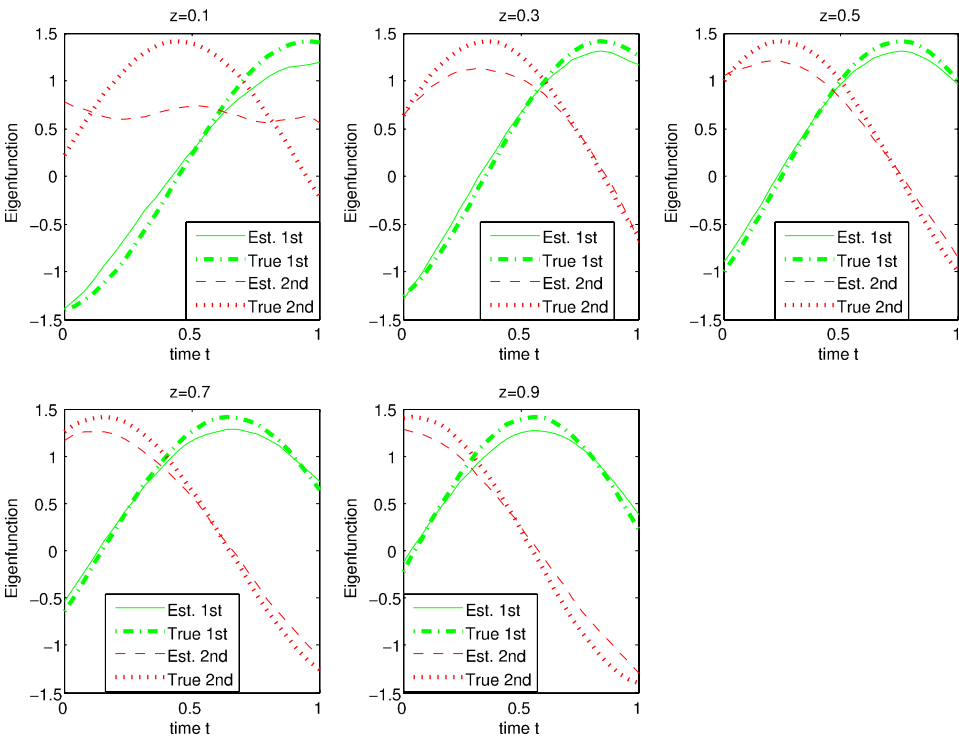 z=0.1
1.5
1
0.5
0
−0.5
−1
−1.5
Eigenfunction
Est. 1st
True 1st
Est. 2nd
True 2nd
0
0.5
1
time t
z=0.3
1.5
1
0.5
0
−0.5
−1
−1.5
Eigenfunction
Est. 1st
True 1st
Est. 2nd
True 2nd
0
0.5
1
time t
z=0.5
1.5
1
0.5
0
−0.5
−1
−1.5
Eigenfunction
Est. 1st
True 1st
Est. 2nd
True 2nd
0
0.5
1
time t
z=0.7
1.5
1
0.5
0
−0.5
−1
−1.5
Eigenfunction
Est. 1st
True 1st
Est. 2nd
True 2nd
0
0.5
1
time t
z=0.9
1.5
1
0.5
0
−0.5
−1
−1.5
Eigenfunction
Est. 1st
True 1st
Est. 2nd
True 2nd
0
0.5
1
time t